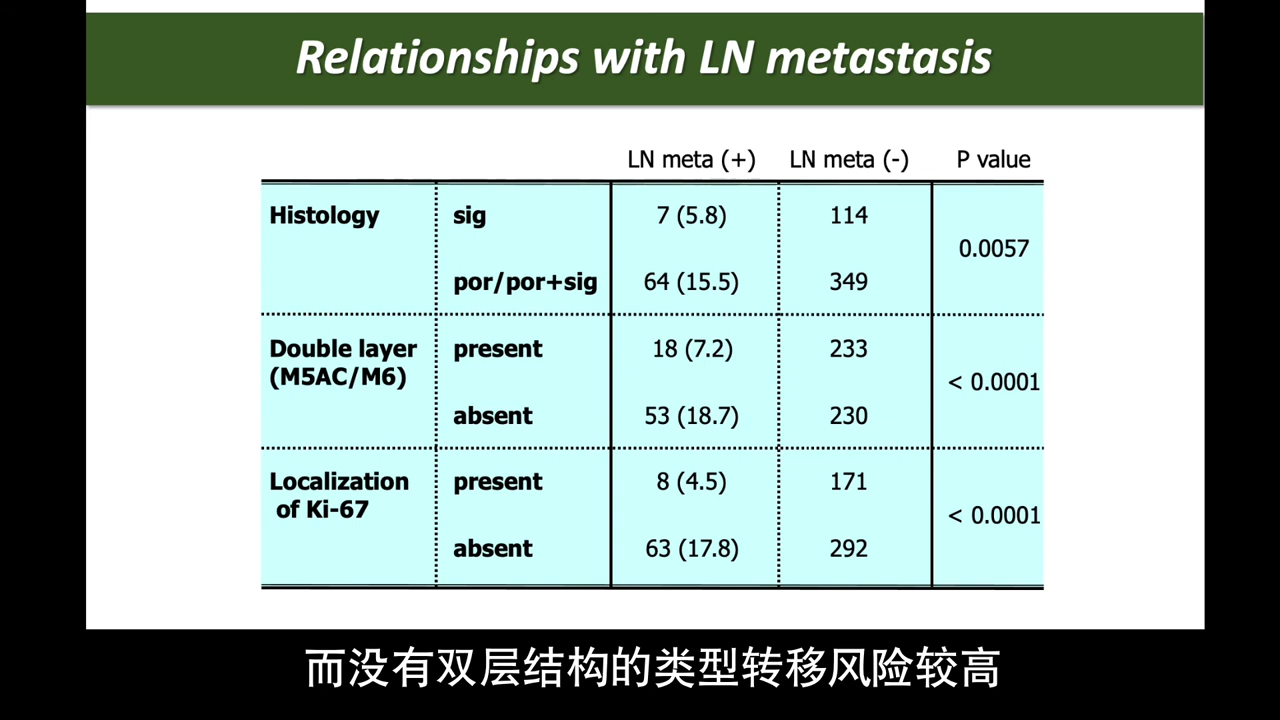 Relationships with LN metastasis
LN meta (+) LN meta (-) P value
Histology sig 7 (5.8) 114
0.0057
por/por+sig 64 (15.5) 349
Double layer present 18 (7.2) 233
(M5AC/M6) < 0.0001
absent 53 (18.7) 230
Localization present 8 (4.5) 171
of Ki-67 < 0.0001
absent 63 (17.8) 292
而没有双层结构的类型转移风险较高